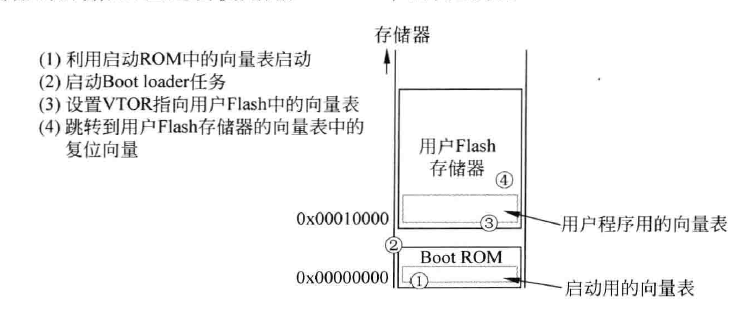 存储器
(1) 利用启动ROM中的向量表启动
(2) 启动Boot loader任务
(3) 设置VTOR指向用户Flash中的向量表
(4) 跳转到用户Flash存储器的向量表中的
复位向量
用户Flash
存储器
④
0x00010000
③
用户程序用的向量表
②
Boot ROM
0x00000000
①
启动用的向量表